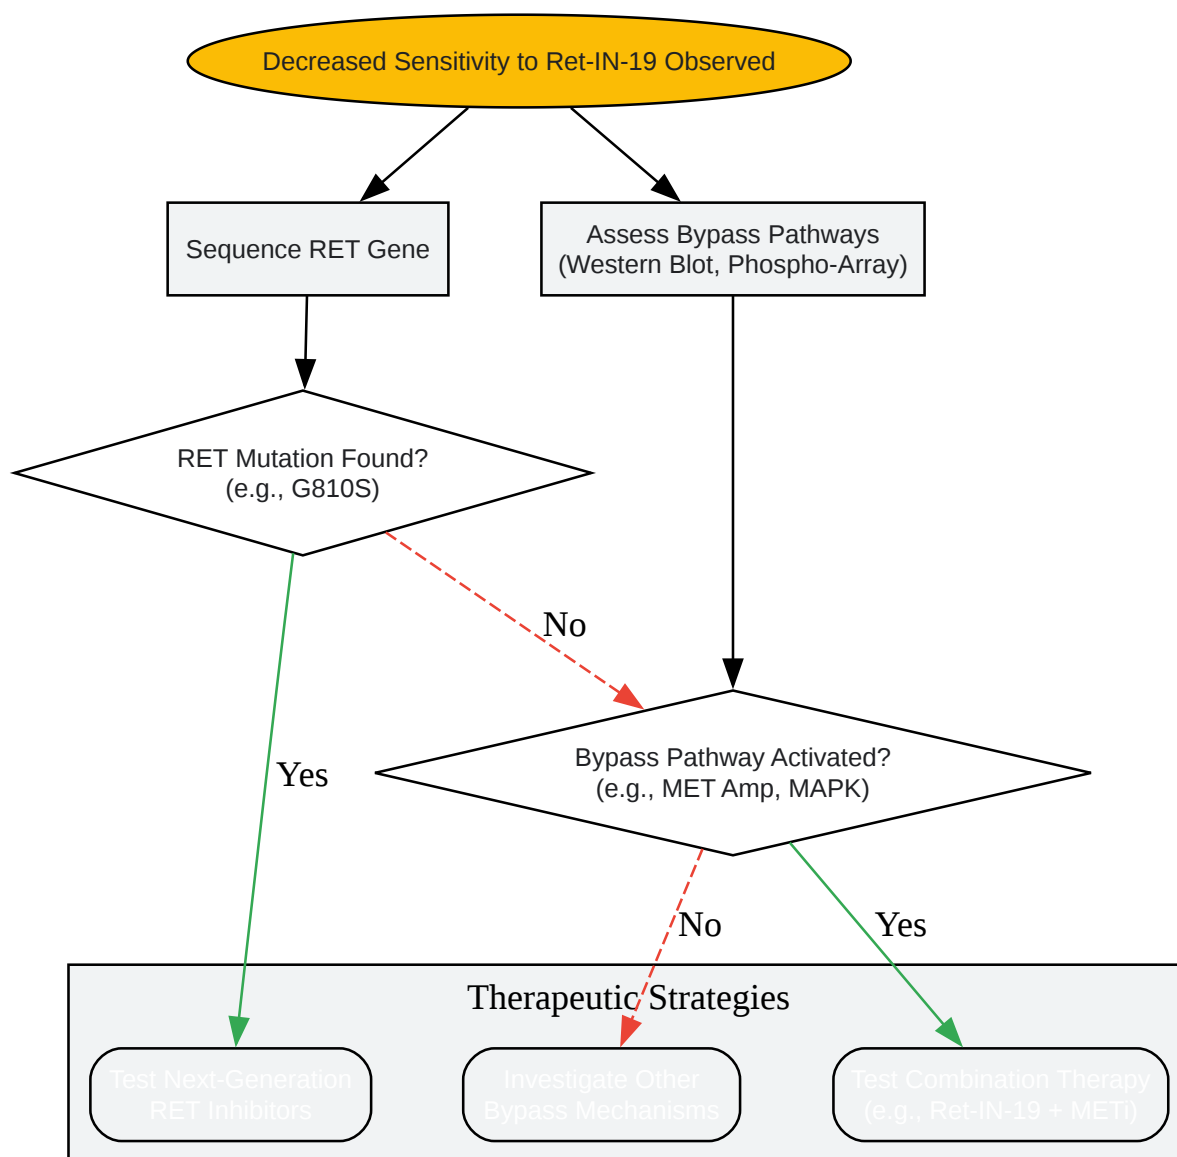 Decreased Sensitivity to Ret-IN-19 Observed
Sequence RET Gene
Assess Bypass Pathways
(Western Blot, Phospho-Array)
RET Mutation Found?
(e.g., G810S)
No
Yes
Bypass Pathway Activated?
(e.g., MET Amp, MAPK)
No
Yes
Therapeutic Strategies
Test Next-Generation
RET Inhibitors
Investigate Other
Bypass Mechanisms
Test Combination Therapy
(e.g., Ret-IN-19 + METi)